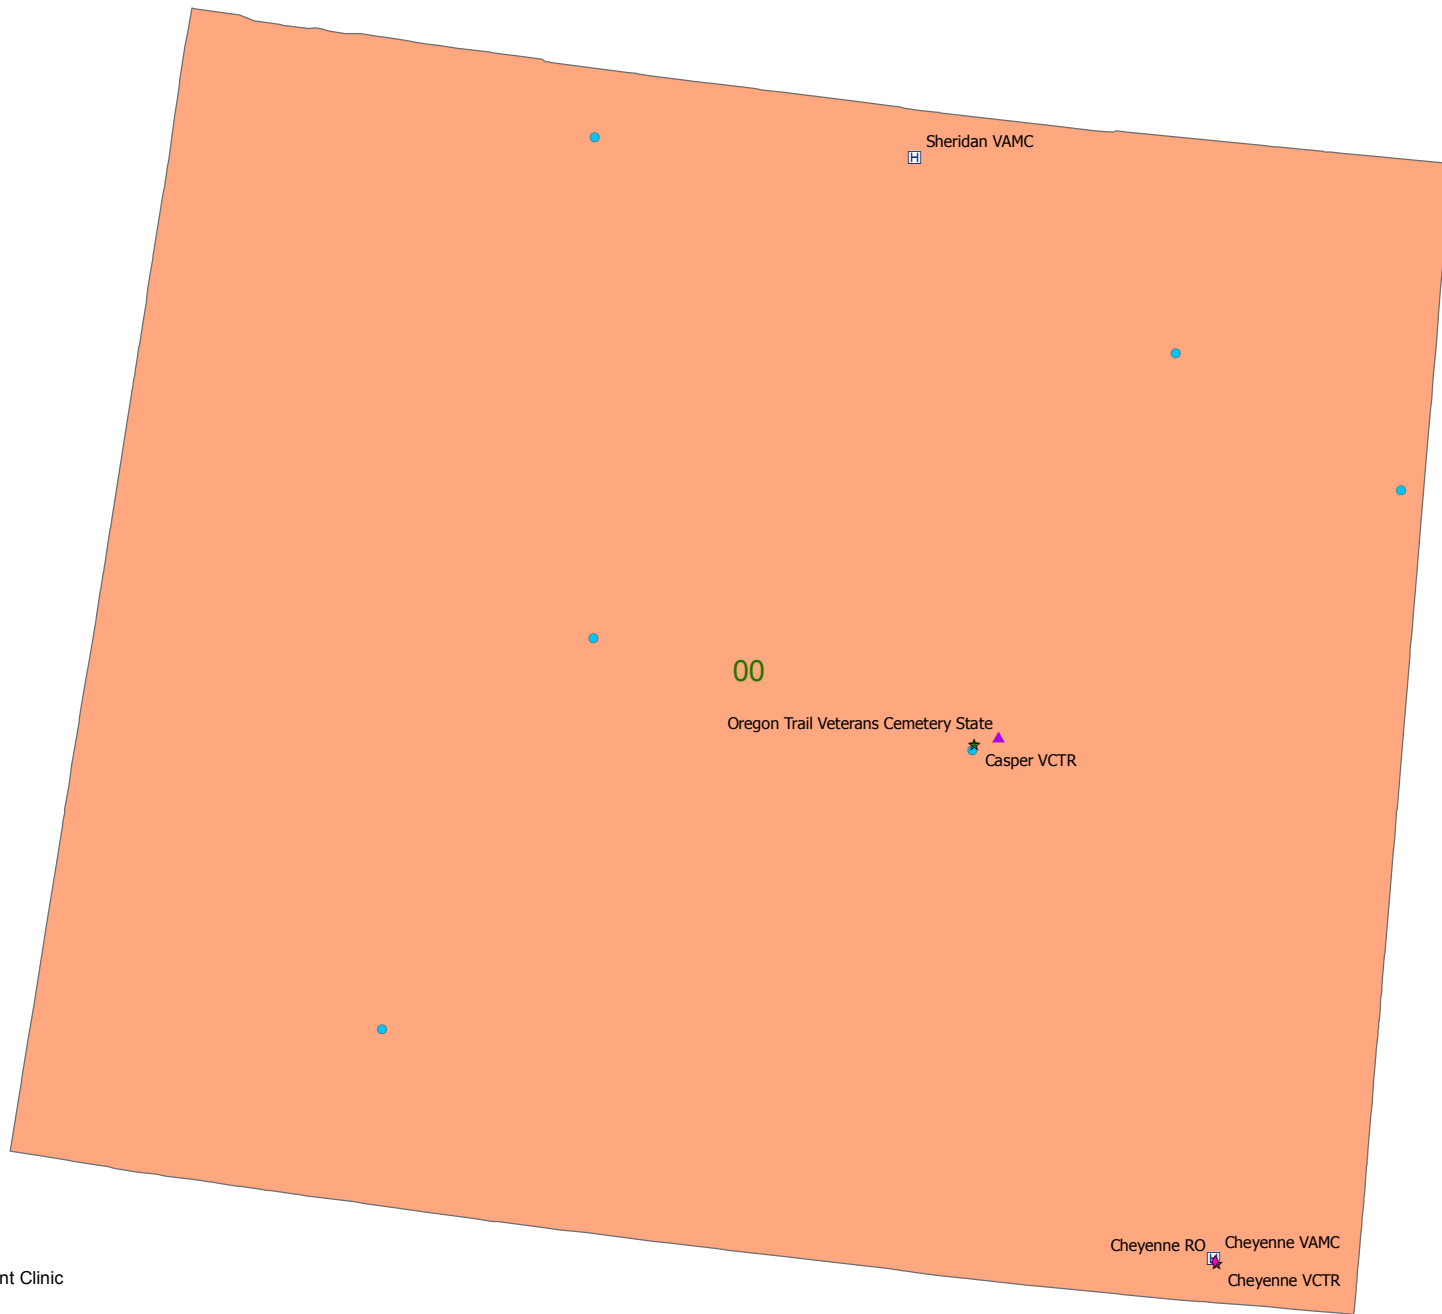 Sheridan VAMC
00
Oregon Trail Veterans Cemetery State
Casper VCTR
Cheyenne RO
Cheyenne VAMC
Cheyenne VCTR
nt Clinic